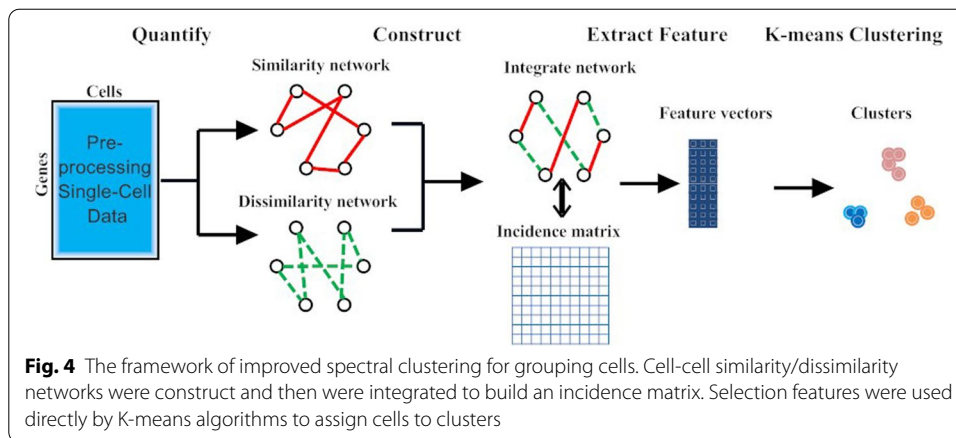 Quantify
Construct
Extract Feature
K-means Clustering
Cells
Genes
Pre-
processing
Single-Cell
Data
Similarity network
Dissimilarity network
Integrate network
Incidence matrix
Feature vectors
Clusters
Fig. 4 The framework of improved spectral clustering for grouping cells. Cell-cell similarity/dissimilarity
networks were construct and then were integrated to build an incidence matrix. Selection features were used
directly by K-means algorithms to assign cells to clusters